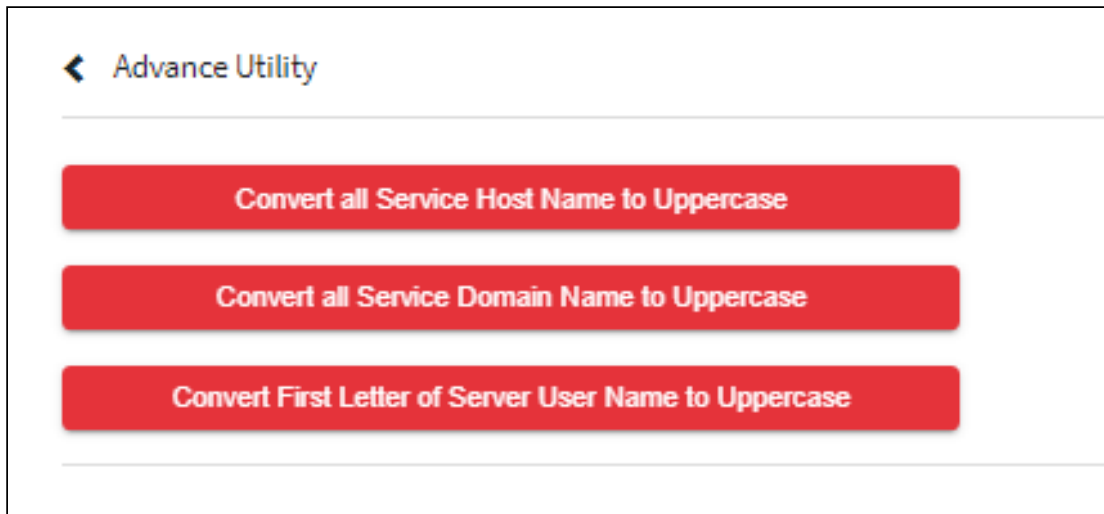 Advance Utility
Convert all Service Host Name to Uppercase
Convert all Service Domain Name to Uppercase
Convert First Letter of Server User Name to Uppercase